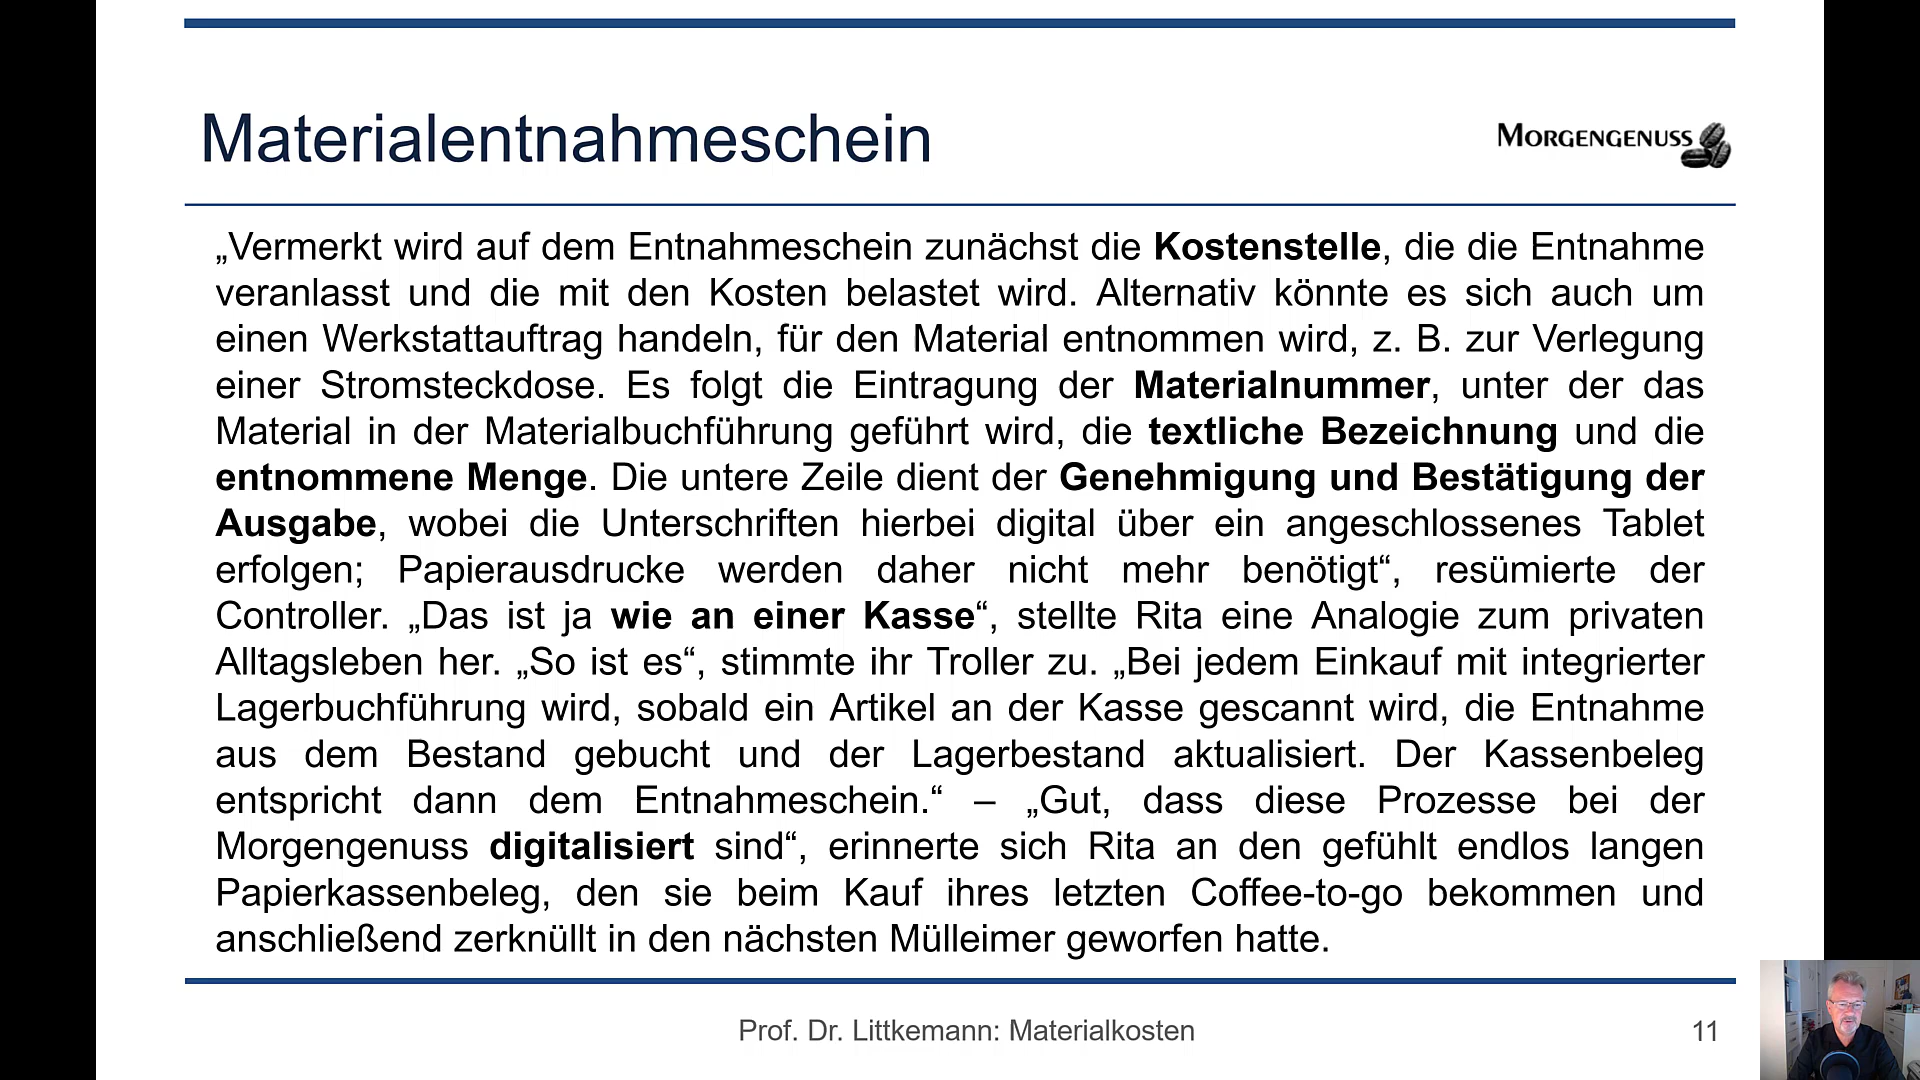 Materialentnahmeschein
MORGENGENUSS
„Vermerkt wird auf dem Entnahmeschein zunächst die Kostenstelle, die die Entnahme
veranlasst und die mit den Kosten belastet wird. Alternativ könnte es sich auch um
einen Werkstattauftrag handeln, für den Material entnommen wird, z. B. zur Verlegung
einer Stromsteckdose. Es folgt die Eintragung der Materialnummer, unter der das
Material in der Materialbuchführung geführt wird, die textliche Bezeichnung und die
entnommene Menge. Die untere Zeile dient der Genehmigung und Bestätigung der
Ausgabe, wobei die Unterschriften hierbei digital über ein angeschlossenes Tablet
erfolgen; Papierausdrucke werden daher nicht mehr benötigt“, resümierte der
Controller. „Das ist ja wie an einer Kasse“, stellte Rita eine Analogie zum privaten
Alltagsleben her. „So ist es“, stimmte ihr Troller zu. „Bei jedem Einkauf mit integrierter
Lagerbuchführung wird, sobald ein Artikel an der Kasse gescannt wird, die Entnahme
aus dem Bestand gebucht und der Lagerbestand aktualisiert. Der Kassenbeleg
entspricht dann dem Entnahmeschein.“ – „Gut, dass diese Prozesse bei der
Morgengenuss digitalisiert sind“, erinnerte sich Rita an den gefühlt endlos langen
Papierkassenbeleg, den sie beim Kauf ihres letzten Coffee-to-go bekommen und
anschließend zerknüllt in den nächsten Mülleimer geworfen hatte.
Prof. Dr. Littkemann: Materialkosten
11